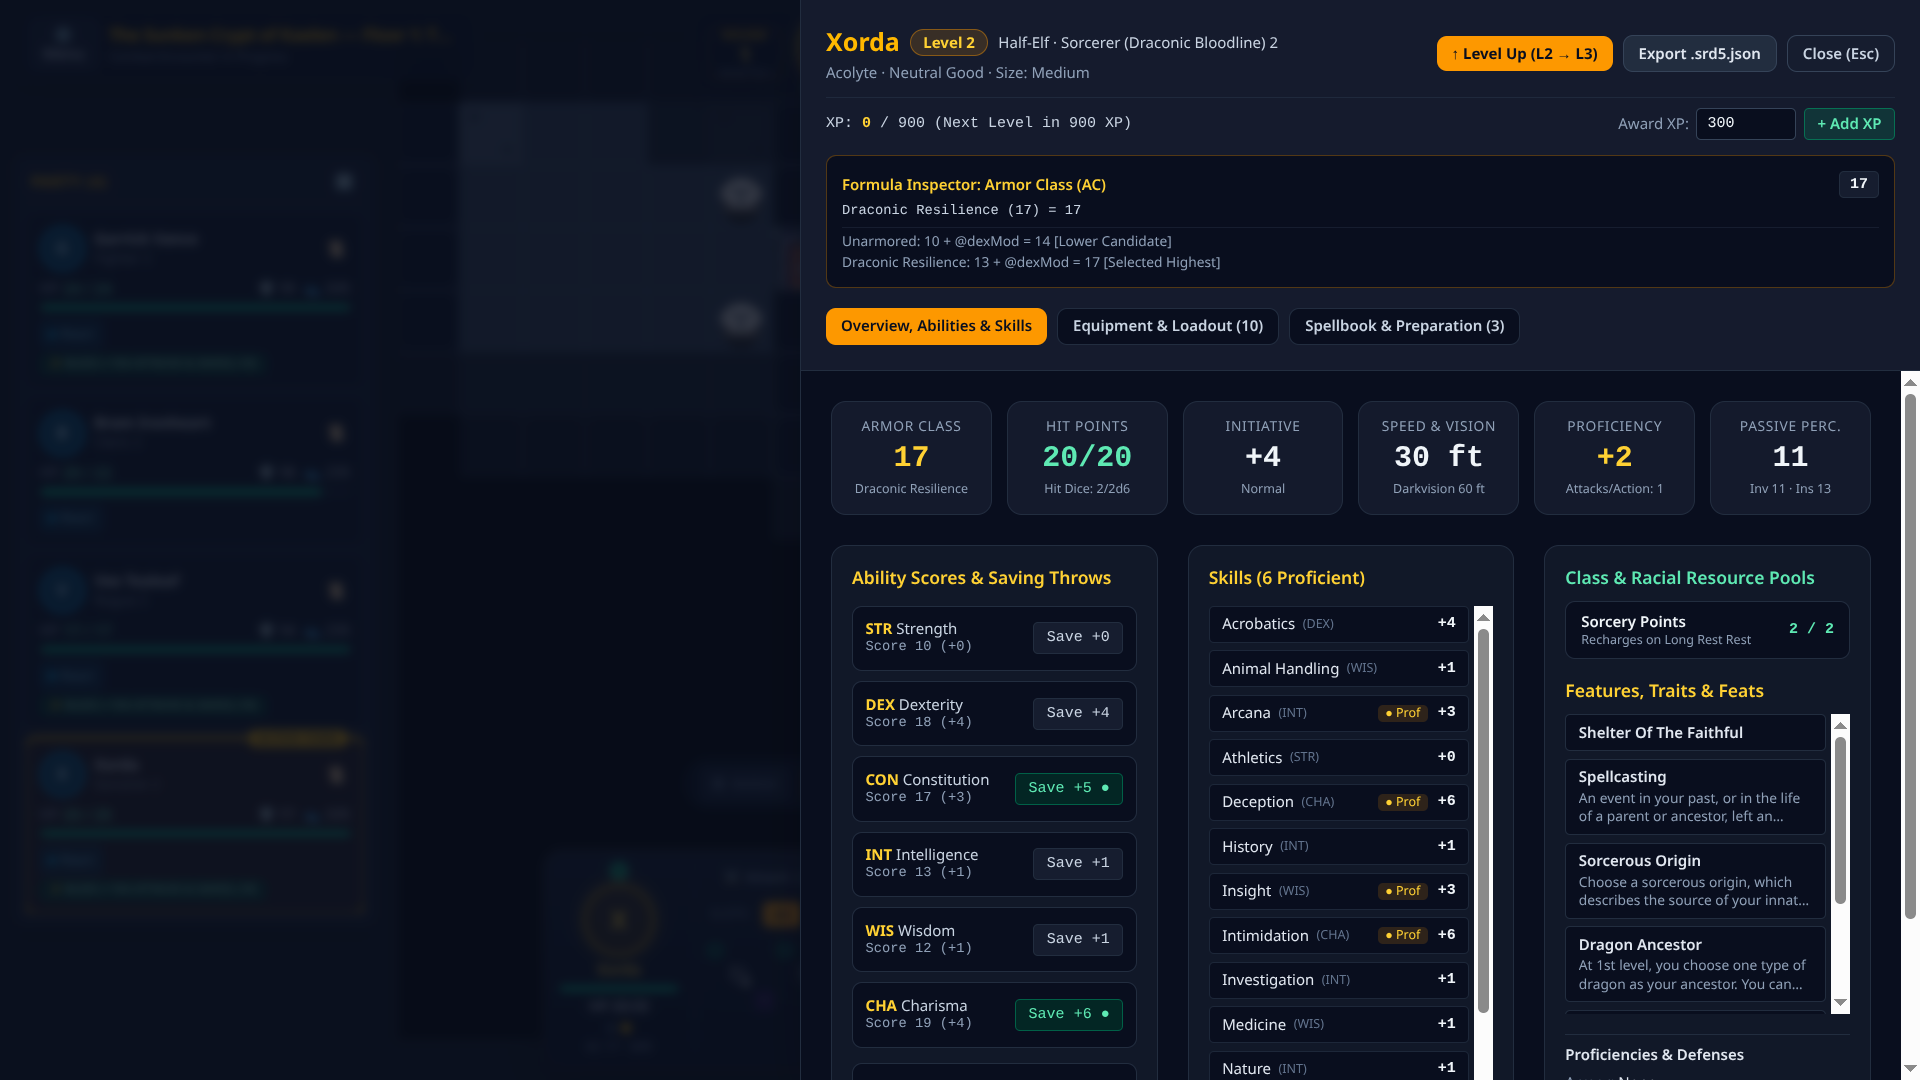 Xorda Level 2 Half-Elf · Sorcerer (Draconic Bloodline) 2
Acolyte · Neutral Good · Size: Medium
↑ Level Up (L2 → L3) Export .srd5.json Close (Esc)
XP: 0 / 900 (Next Level in 900 XP)
Award XP: 300 + Add XP
Formula Inspector: Armor Class (AC) 17
Draconic Resilience (17) = 17
Unarmored: 10 + @dexMod = 14 [Lower Candidate]
Draconic Resilience: 13 + @dexMod = 17 [Selected Highest]
Overview, Abilities & Skills Equipment & Loadout (10) Spellbook & Preparation (3)
ARMOR CLASS
17
Draconic Resilience
HIT POINTS
20/20
Hit Dice: 2/2d6
INITIATIVE
+4
Normal
SPEED & VISION
30 ft
Darkvision 60 ft
PROFICIENCY
+2
Attacks/Action: 1
PASSIVE PERC.
11
Inv 11 · Ins 13
Ability Scores & Saving Throws
STR Strength
Score 10 (+0)
Save +0
DEX Dexterity
Score 18 (+4)
Save +4
CON Constitution
Score 17 (+3)
Save +5 ●
INT Intelligence
Score 13 (+1)
Save +1
WIS Wisdom
Score 12 (+1)
Save +1
CHA Charisma
Score 19 (+4)
Save +6 ●
Skills (6 Proficient)
Acrobatics (DEX) +4
Animal Handling (WIS) +1
Arcana (INT) ● Prof +3
Athletics (STR) +0
Deception (CHA) ● Prof +6
History (INT) +1
Insight (WIS) ● Prof +3
Intimidation (CHA) ● Prof +6
Investigation (INT) +1
Medicine (WIS) +1
Nature (INT) +1
Class & Racial Resource Pools
Sorcery Points
Recharges on Long Rest Rest
2 / 2
Features, Traits & Feats
Shelter Of The Faithful
Spellcasting
An event in your past, or in the life
of a parent or ancestor, left an...
Sorcerous Origin
Choose a sorcerous origin, which
describes the source of your innat...
Dragon Ancestor
At 1st level, you choose one type of
dragon as your ancestor. You can...
Proficiencies & Defenses